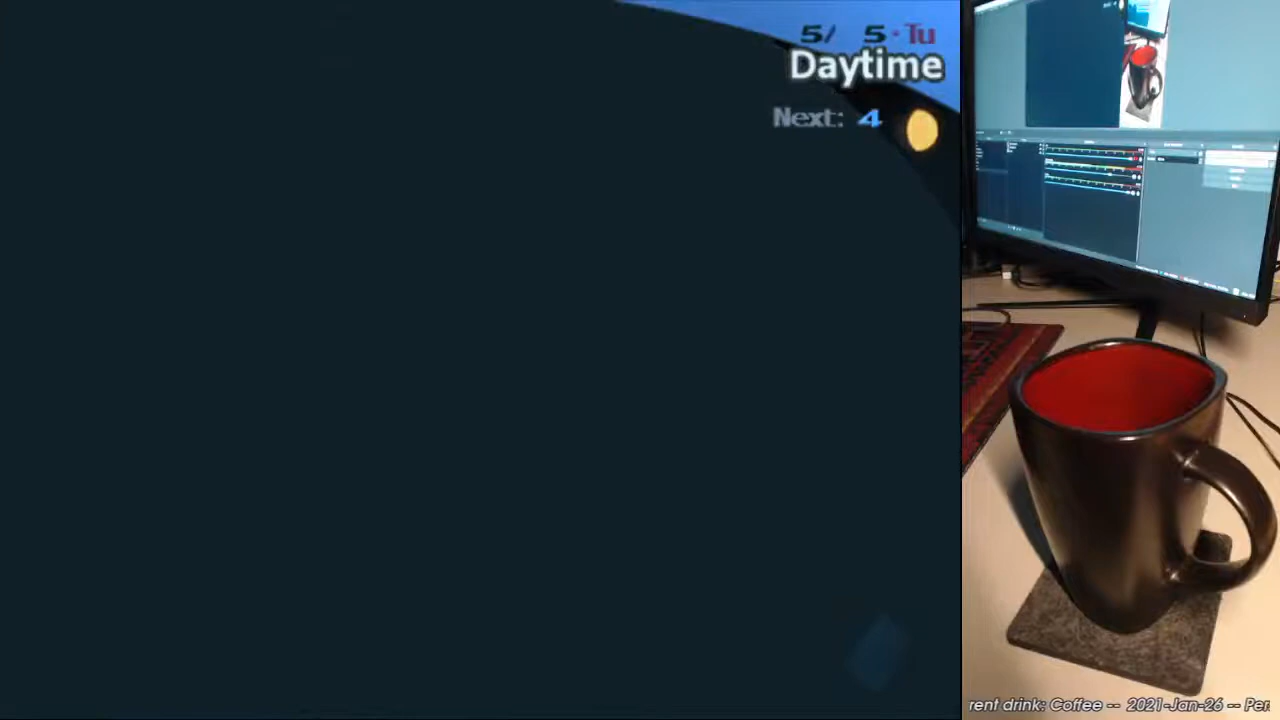 5/ 5・Tu
Daytime
Next: 4
rent drink: Coffee -- 2021-Jan-26 -- Per